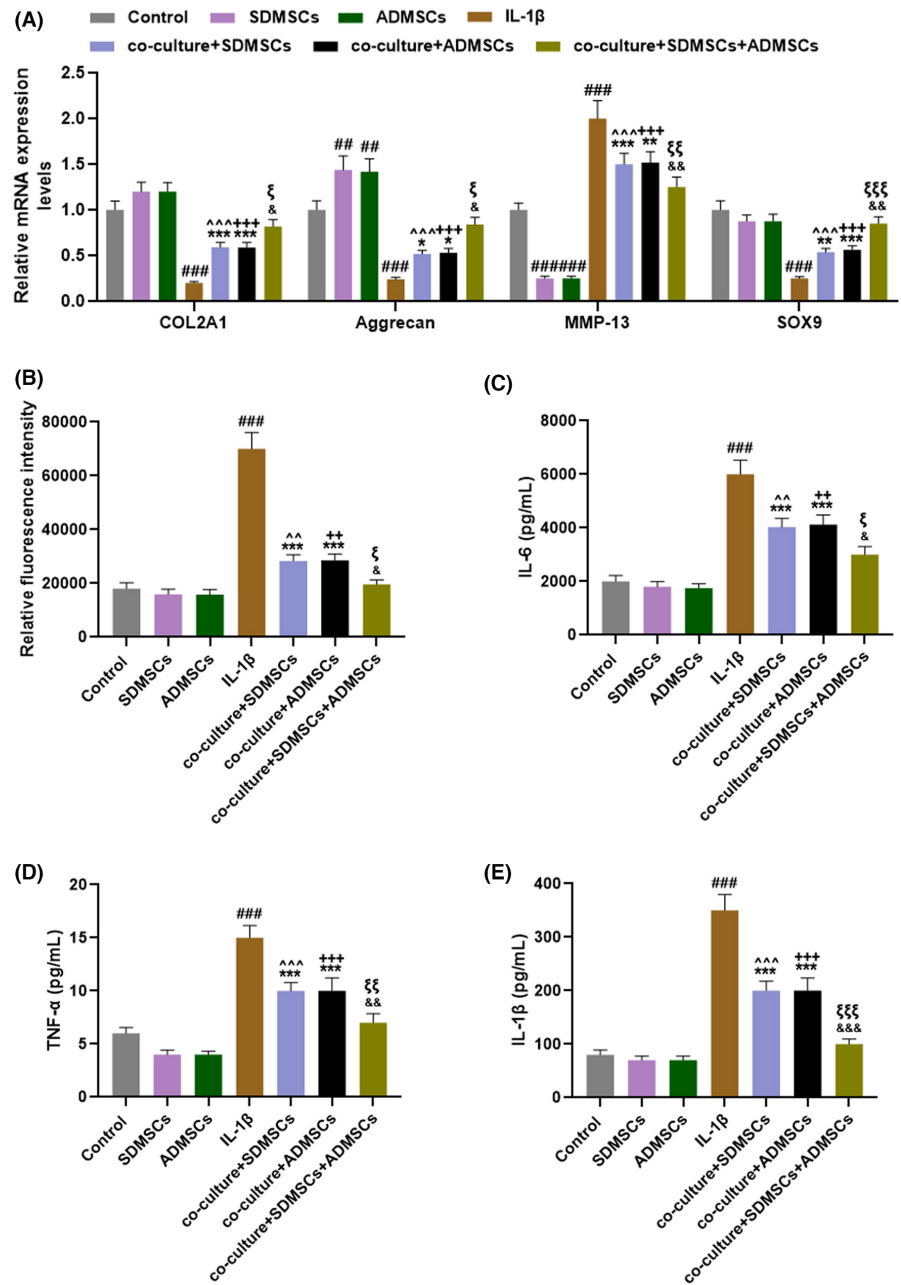 (A)
Control SDMSCs ADMSCs IL-1β
co-culture+SDMSCs co-culture+ADMSCs co-culture+SDMSCs+ADMSCs
Relative mRNA expression
levels
2.5
2.0
1.5
1.0
0.5
0.0
###
^^^
***
+++
***
ξ
&
##
##
###
^^^
*
+++
*
ξ
&
###
###
###
^^^
***
+++
**
ξξ
&&
###
^^^
**
+++
***
ξξξ
&&
COL2A1 Aggrecan MMP-13 SOX9
(B)
Relative fluorescence intensity
80000
60000
40000
20000
0
###
^^
***
++
***
ξ
&
Control
SDMSCs
ADMSCs
IL-1β
co-culture+SDMSCs
co-culture+ADMSCs
co-culture+SDMSCs+ADMSCs
(C)
IL-6 (pg/mL)
8000
6000
4000
2000
0
###
^^
***
++
***
ξ
&
Control
SDMSCs
ADMSCs
IL-1β
co-culture+SDMSCs
co-culture+ADMSCs
co-culture+SDMSCs+ADMSCs
(D)
TNF-α (pg/mL)
20
15
10
5
0
###
^^^
***
+++
***
ξξ
&&
Control
SDMSCs
ADMSCs
IL-1β
co-culture+SDMSCs
co-culture+ADMSCs
co-culture+SDMSCs+ADMSCs
(E)
IL-1β (pg/mL)
400
300
200
100
0
###
^^^
***
+++
***
ξξξ
&&&
Control
SDMSCs
ADMSCs
IL-1β
co-culture+SDMSCs
co-culture+ADMSCs
co-culture+SDMSCs+ADMSCs